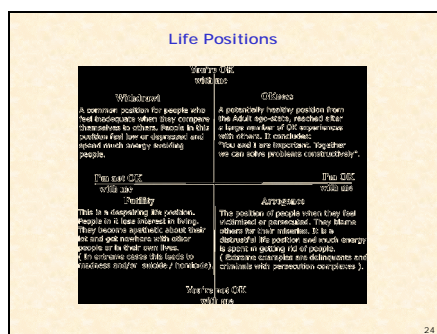 Life Positions
You're OK
with me
Withdrawl
OKness
A common position for people who
feel inadequate when they compare
themselves to others. People in this
position feel low or depressed and
spend much energy avoiding
people.
A potentially healthy position from
the Adult ego-state, reached after
a large number of OK experiences
with others. It concludes:
"You and I are important. Together
we can solve problems constructively".
I'm not OK
with me
I'm OK
with me
Futility
Arrogance
This is a despairing life position.
People in it lose interest in living.
They become apathetic about their
lot and get nowhere with other
people or in their own lives.
( In extreme cases this leads to
madness and/or suicide / homicide)
The position of people when they feel
victimised or persecuted. They blame
others for their miseries. It is a
distrustful life position and much energy
is spent in getting rid of people.
( Extreme examples are delinquents and
criminals with persecution complexes ).
You're not OK
with me
24